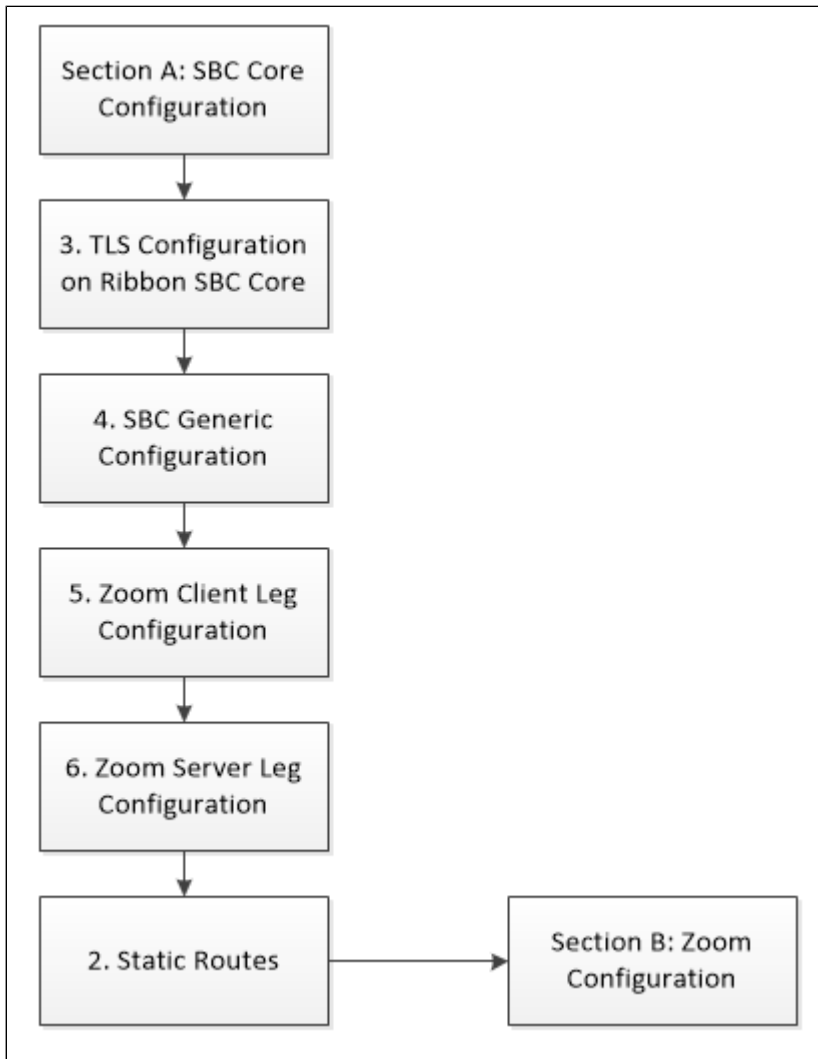 Section A: SBC Core
Configuration
3. TLS Configuration
on Ribbon SBC Core
4. SBC Generic
Configuration
5. Zoom Client Leg
Configuration
6. Zoom Server Leg
Configuration
2. Static Routes
Section B: Zoom
Configuration